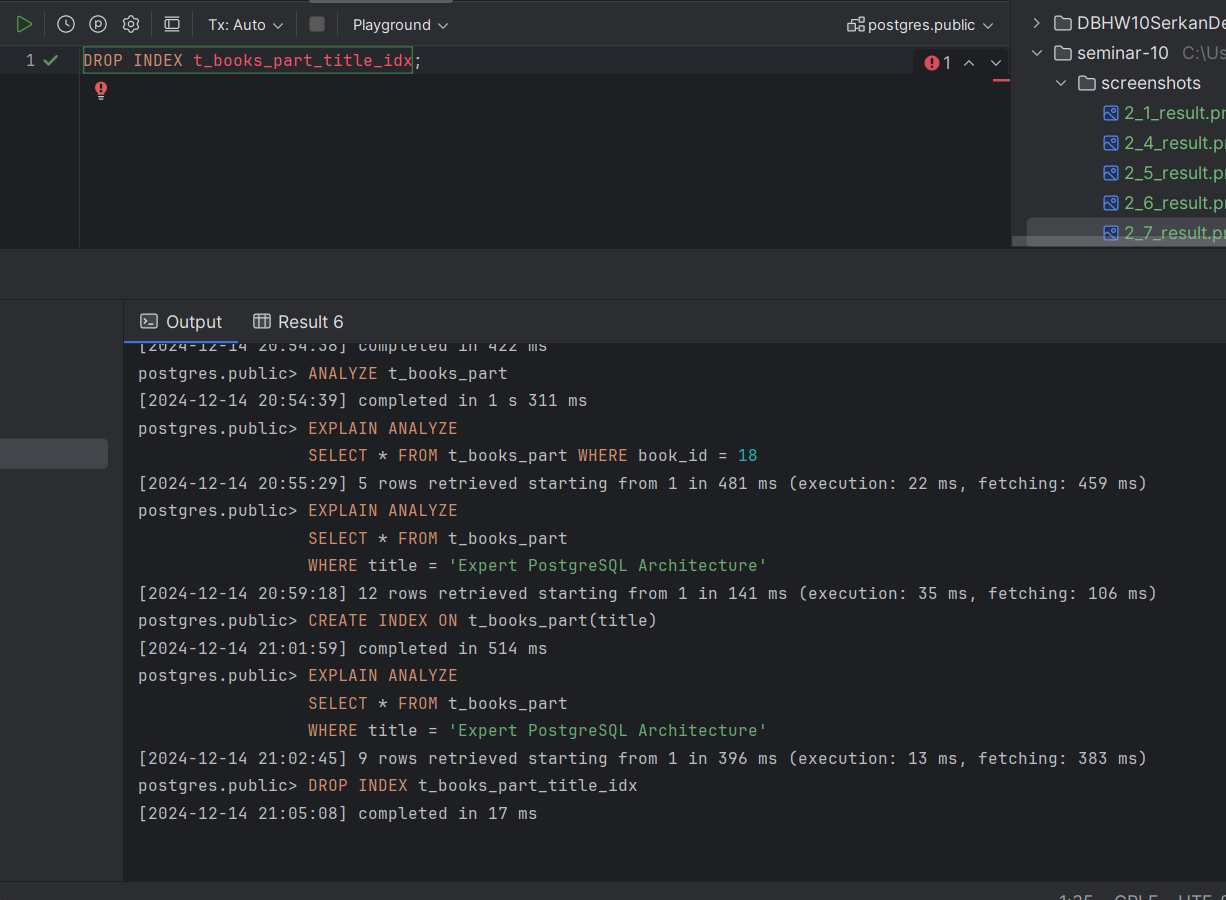 Tx: Auto
Playground
postgres.public
1
DROP INDEX t_books_part_title_idx;
1
DBHW10SerkanDe
seminar-10 C:\Us
screenshots
2_1_result.pr
2_4_result.p
2_5_result.p
2_6_result.p
2_7_result.pr
Output
Result 6
[2024-12-14 20:54:38] completed in 422 ms
postgres.public> ANALYZE t_books_part
[2024-12-14 20:54:39] completed in 1 s 311 ms
postgres.public> EXPLAIN ANALYZE
SELECT * FROM t_books_part WHERE book_id = 18
[2024-12-14 20:55:29] 5 rows retrieved starting from 1 in 481 ms (execution: 22 ms, fetching: 459 ms)
postgres.public> EXPLAIN ANALYZE
SELECT * FROM t_books_part
WHERE title = 'Expert PostgreSQL Architecture'
[2024-12-14 20:59:18] 12 rows retrieved starting from 1 in 141 ms (execution: 35 ms, fetching: 106 ms)
postgres.public> CREATE INDEX ON t_books_part(title)
[2024-12-14 21:01:59] completed in 514 ms
postgres.public> EXPLAIN ANALYZE
SELECT * FROM t_books_part
WHERE title = 'Expert PostgreSQL Architecture'
[2024-12-14 21:02:45] 9 rows retrieved starting from 1 in 396 ms (execution: 13 ms, fetching: 383 ms)
postgres.public> DROP INDEX t_books_part_title_idx
[2024-12-14 21:05:08] completed in 17 ms
1:35 CRLF UTF-8